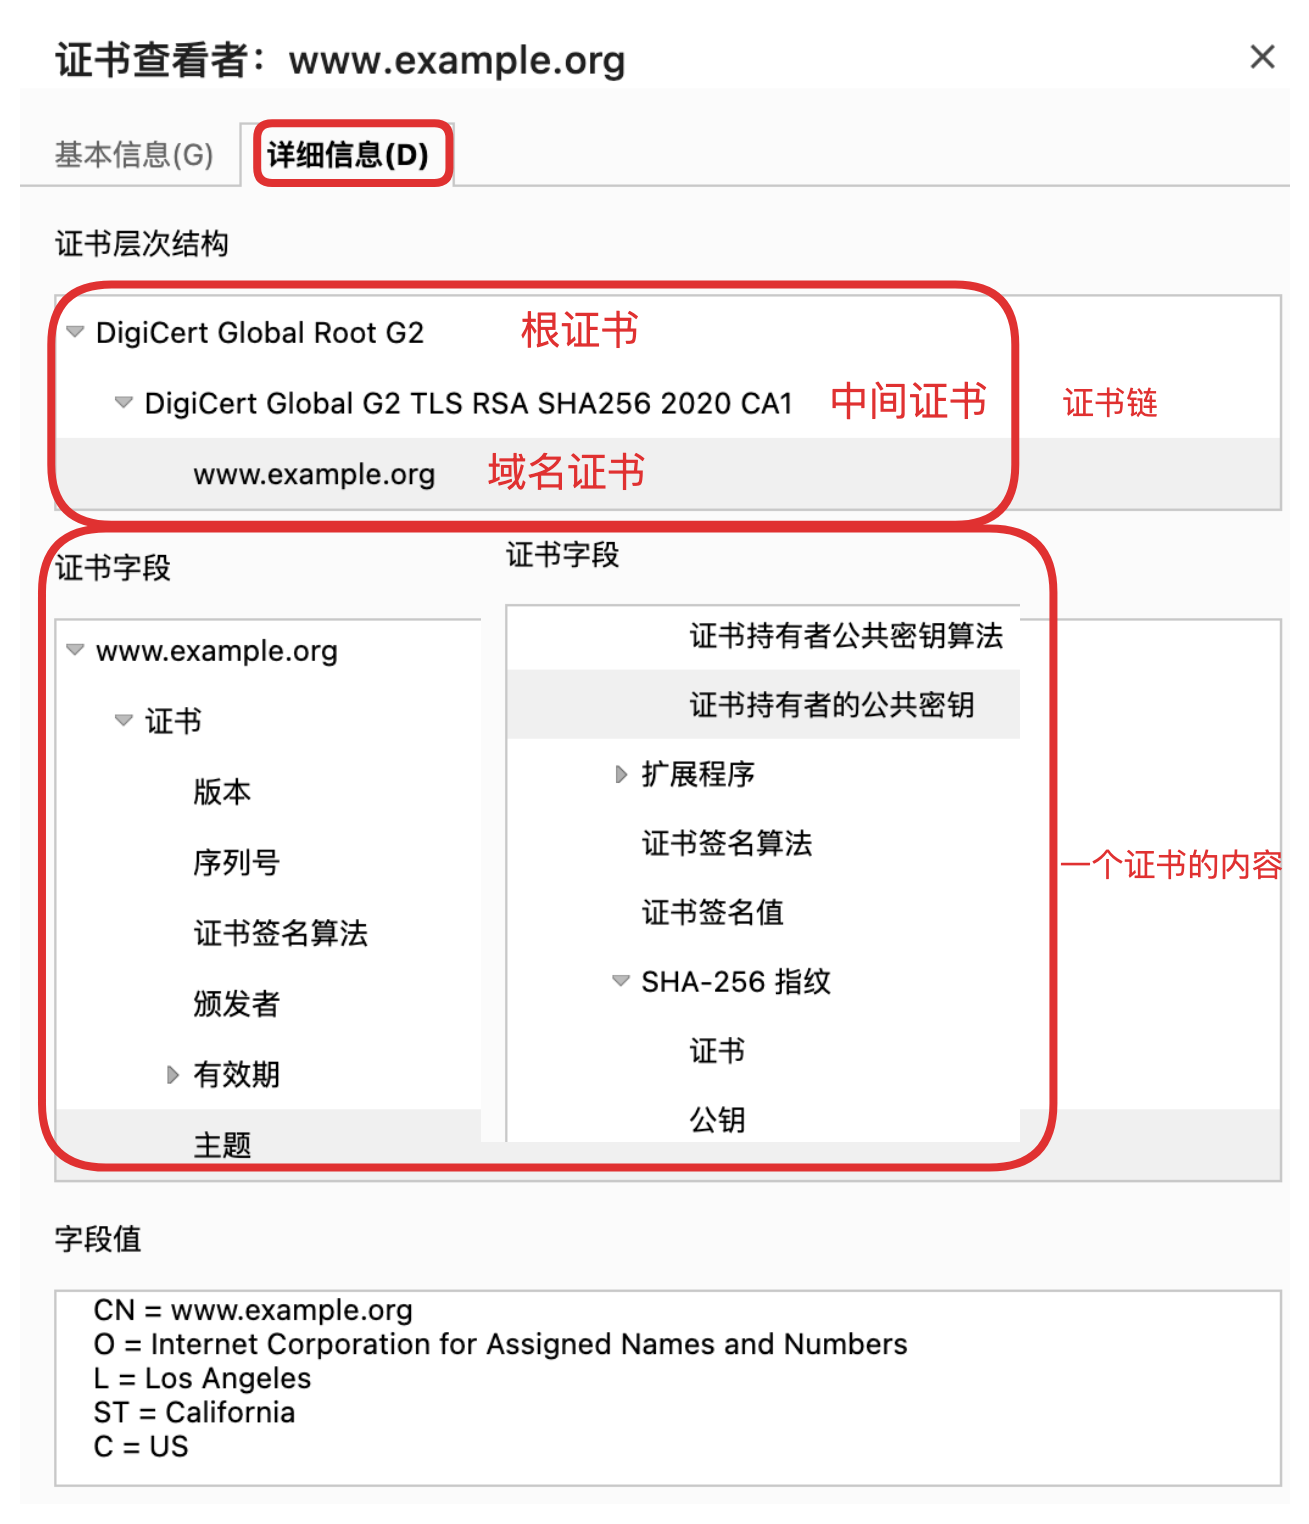 证书查看者：www.example.org
基本信息(G) 详细信息(D)
证书层次结构
DigiCert Global Root G2 根证书
DigiCert Global G2 TLS RSA SHA256 2020 CA1 中间证书 证书链
www.example.org 域名证书
证书字段
www.example.org
证书
版本
序列号
证书签名算法
颁发者
有效期
主题
证书字段
证书持有者公共密钥算法
证书持有者的公共密钥
扩展程序
证书签名算法
证书签名值
SHA-256 指纹
证书
公钥
一个证书的内容
字段值
CN = www.example.org
O = Internet Corporation for Assigned Names and Numbers
L = Los Angeles
ST = California
C = US